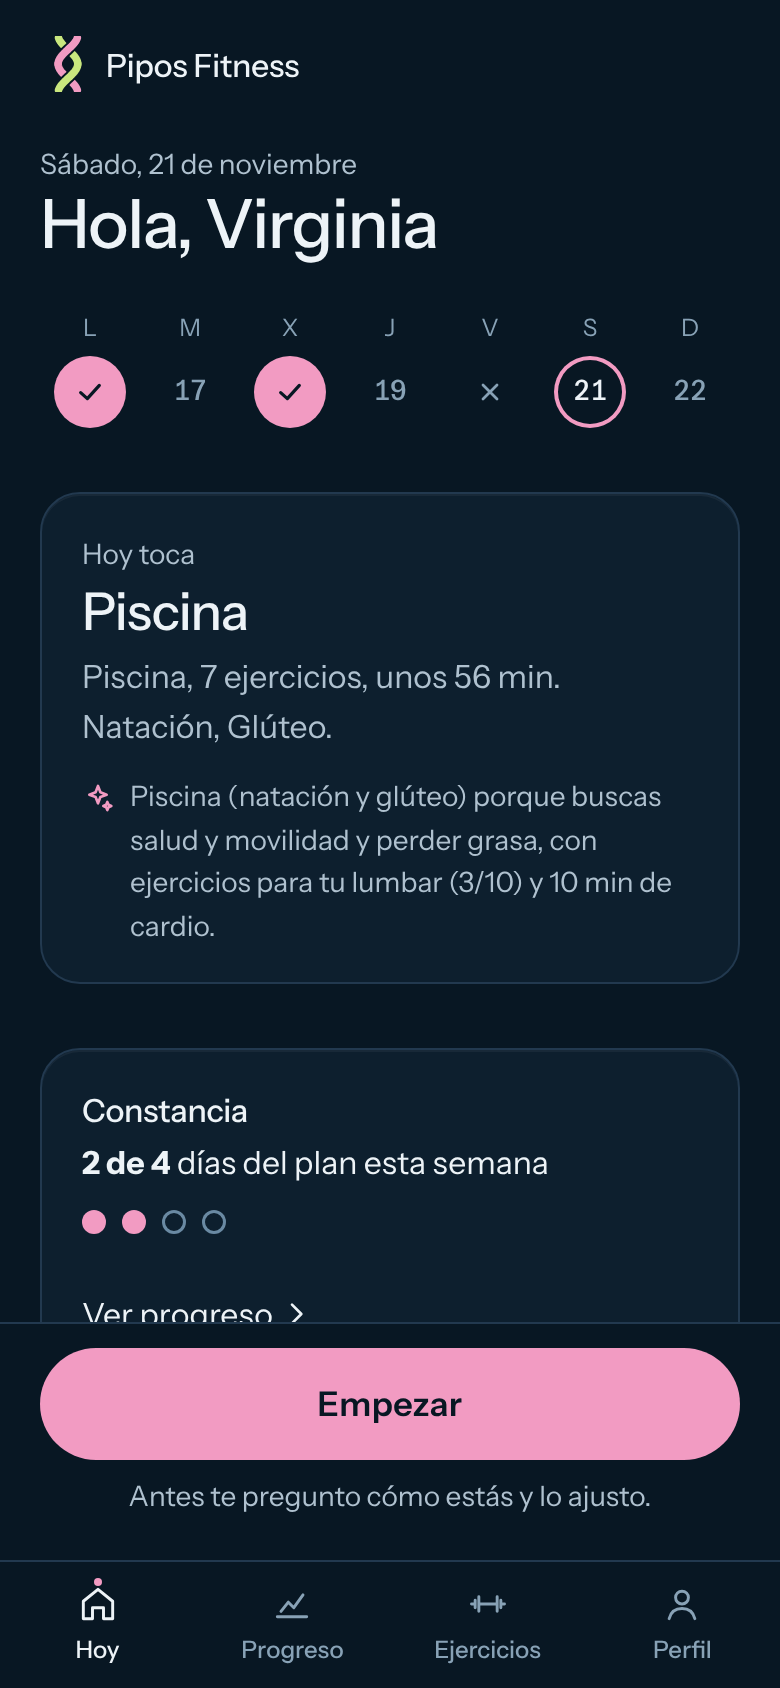 Pipos Fitness
Sábado, 21 de noviembre
Hola, Virginia
L M X J V S D
17 19 21 22
Hoy toca
Piscina
Piscina, 7 ejercicios, unos 56 min.
Natación, Glúteo.
Piscina (natación y glúteo) porque buscas
salud y movilidad y perder grasa, con
ejercicios para tu lumbar (3/10) y 10 min de
cardio.
Constancia
2 de 4 días del plan esta semana
Ver progreso
Empezar
Antes te pregunto cómo estás y lo ajusto.
Hoy Progreso Ejercicios Perfil